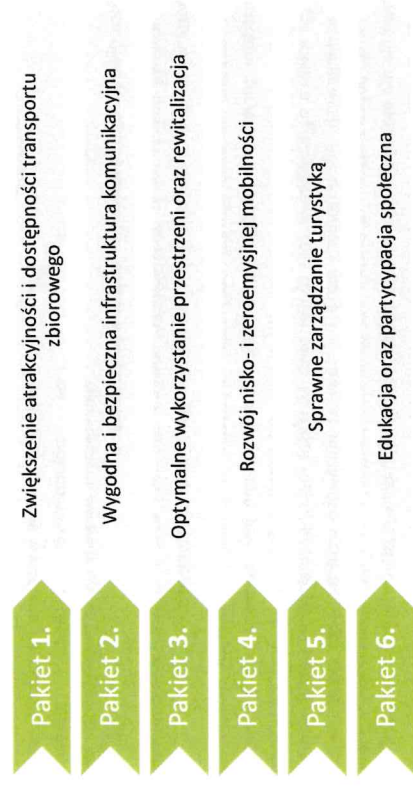 Pakiet 1.
Zwiększenie atrakcyjności i dostępności transportu
zbiorowego
Pakiet 2.
Wygodna i bezpieczna infrastruktura komunikacyjna
Pakiet 3.
Optymalne wykorzystanie przestrzeni oraz rewitalizacja
Pakiet 4.
Rozwój nisko- i zeroemysjnej mobilności
Pakiet 5.
Sprawne zarządzanie turystyką
Pakiet 6.
Edukacja oraz partycypacja społeczna